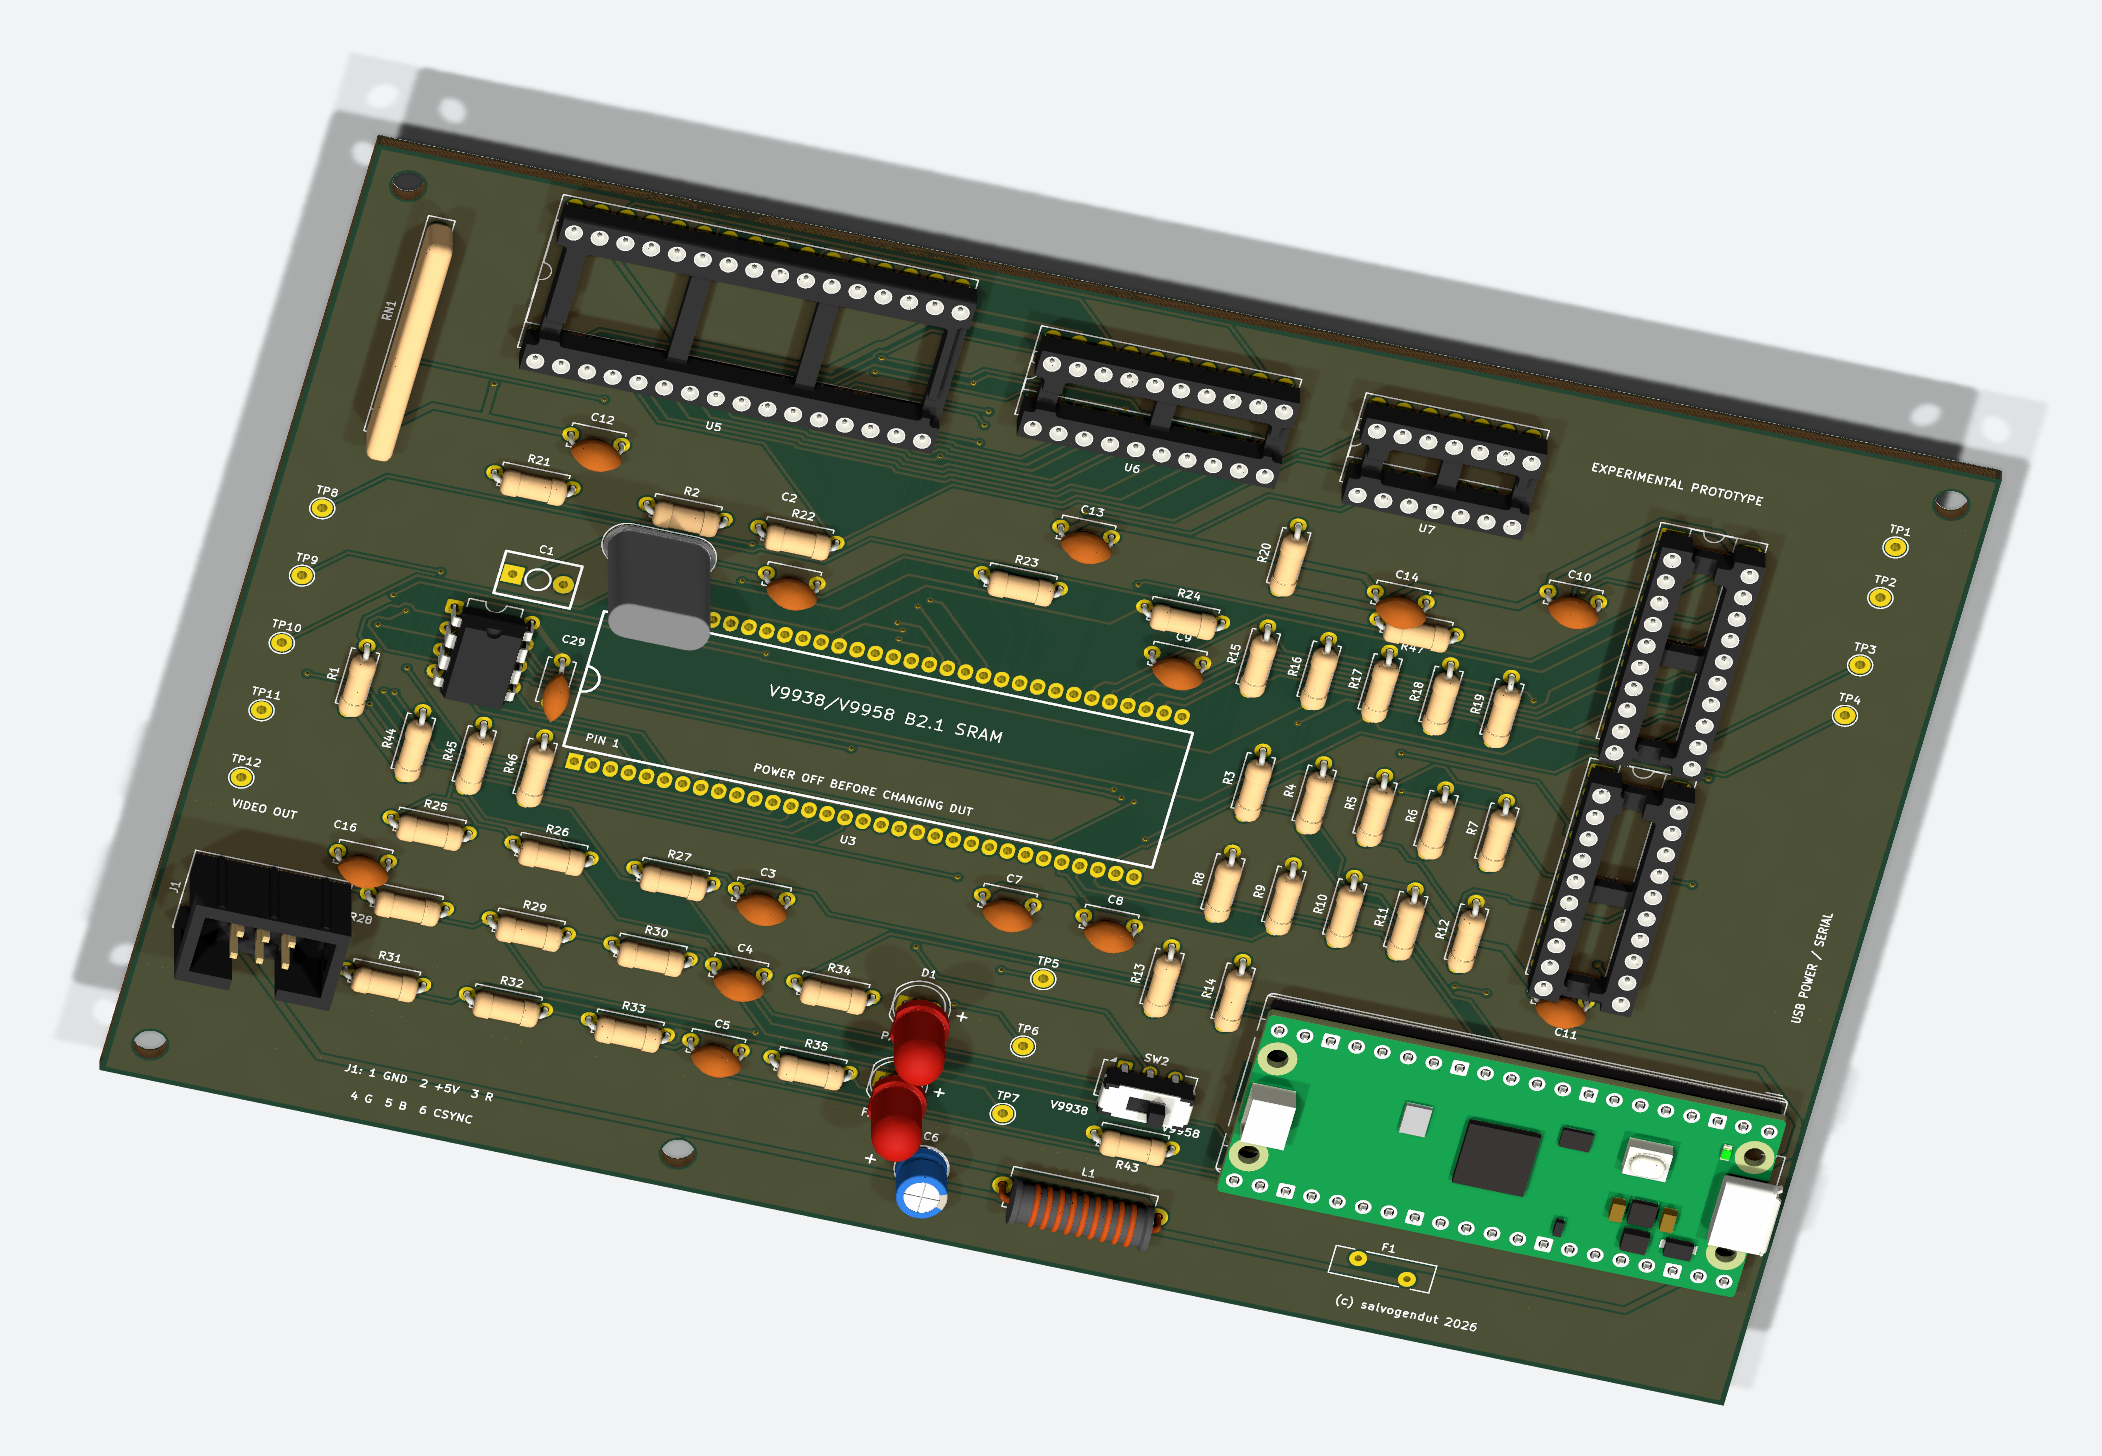 RN1
U5
C12
R21
U6
TP8
R2
C2
R22
C13
U7
EXPERIMENTAL PROTOTYPE
TP1
TP2
TP9
C1
R23
R20
C14
C10
R24
C9
R47
TP10
C29
R15
R16
R17
R18
R19
TP3
TP4
R1
TP11
V9938/V9958 B2.1 SRAM
R44
R45
R46
PIN 1
POWER OFF BEFORE CHANGING DUT
U3
R3
R4
R5
R6
R7
TP12
VIDEO OUT
R25
C16
R26
R27
C3
C7
C8
R8
R9
R10
R11
R12
J1
R28
R29
R30
C4
R34
D1
+
TP5
R13
R14
USB POWER / SERIAL
C11
R31
R32
R33
C5
R35
+
TP6
TP7
SW2
V9938
V9958
R43
J1: 1 GND 2 +5V 3 R
4 G 5 B 6 CSYNC
+
C6
L1
F1
(c) salvogendut 2026